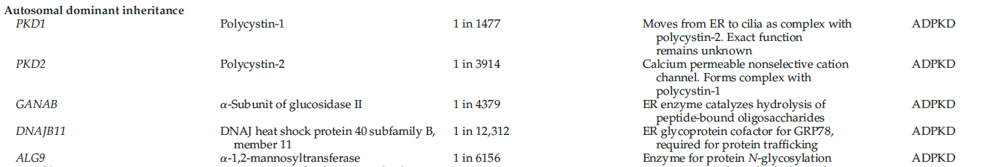 Autosomal dominant inheritance
PKD1 Polycystin-1 1 in 1477 Moves from ER to cilia as complex with ADPKD
polycystin-2. Exact function
remains unknown
PKD2 Polycystin-2 1 in 3914 Calcium permeable nonselective cation ADPKD
channel. Forms complex with
polycystin-1
GANAB α-Subunit of glucosidase II 1 in 4379 ER enzyme catalyzes hydrolysis of ADPKD
peptide-bound oligosaccharides
DNAJB11 DNAJ heat shock protein 40 subfamily B, 1 in 12,312 ER glycoprotein cofactor for GRP78, ADPKD
member 11 required for protein trafficking
ALG9 α-1,2-mannosyltransferase 1 in 6156 Enzyme for protein N-glycosylation ADPKD